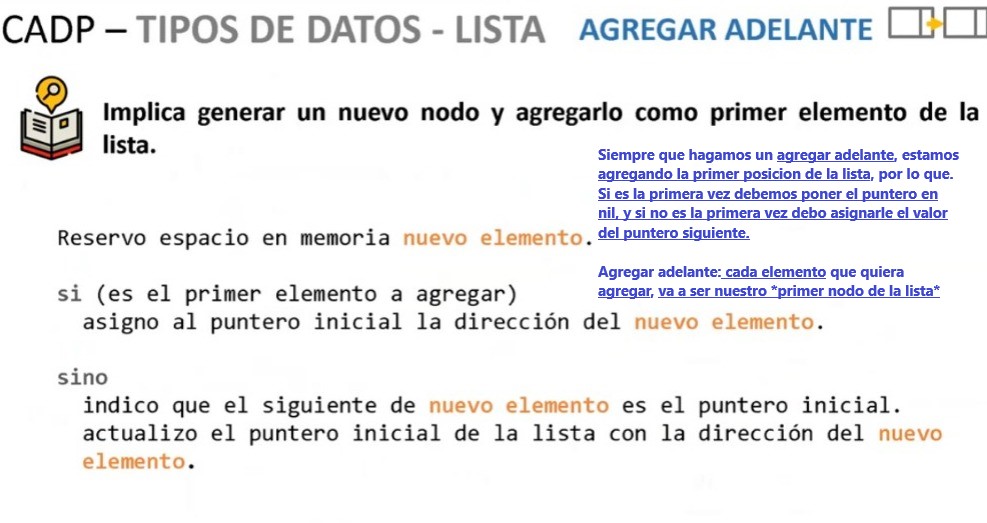 CADP – TIPOS DE DATOS - LISTA AGREGAR ADELANTE
Implica generar un nuevo nodo y agregarlo como primer elemento de la
lista.
Siempre que hagamos un agregar adelante, estamos
agregando la primer posicion de la lista, por lo que.
Si es la primera vez debemos poner el puntero en
nil, y si no es la primera vez debo asignarle el valor
del puntero siguiente.
Agregar adelante: cada elemento que quiera
agregar, va a ser nuestro *primer nodo de la lista*
Reservo espacio en memoria nuevo elemento.
si (es el primer elemento a agregar)
asigno al puntero inicial la dirección del nuevo elemento.
sino
indico que el siguiente de nuevo elemento es el puntero inicial.
actualizo el puntero inicial de la lista con la dirección del nuevo
elemento.